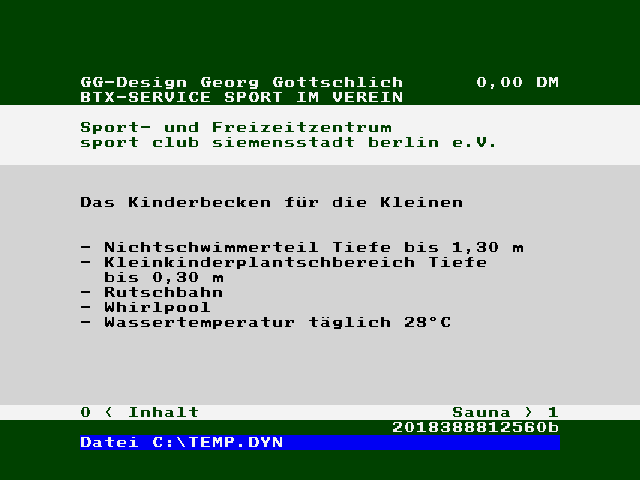 GG-Design Georg Gottschlich 0,00 DM
BTX-SERVICE SPORT IM VEREIN
Sport- und Freizeitzentrum
sport club siemensstadt berlin e.V.
Das Kinderbecken für die Kleinen
- Nichtschwimmerteil Tiefe bis 1,30 m
- Kleinkinderplantschbereich Tiefe
bis 0,30 m
- Rutschbahn
- Whirlpool
- Wassertemperatur täglich 28°C
0 < Inhalt Sauna > 1
20183888812560b
Datei C:\TEMP.DYN